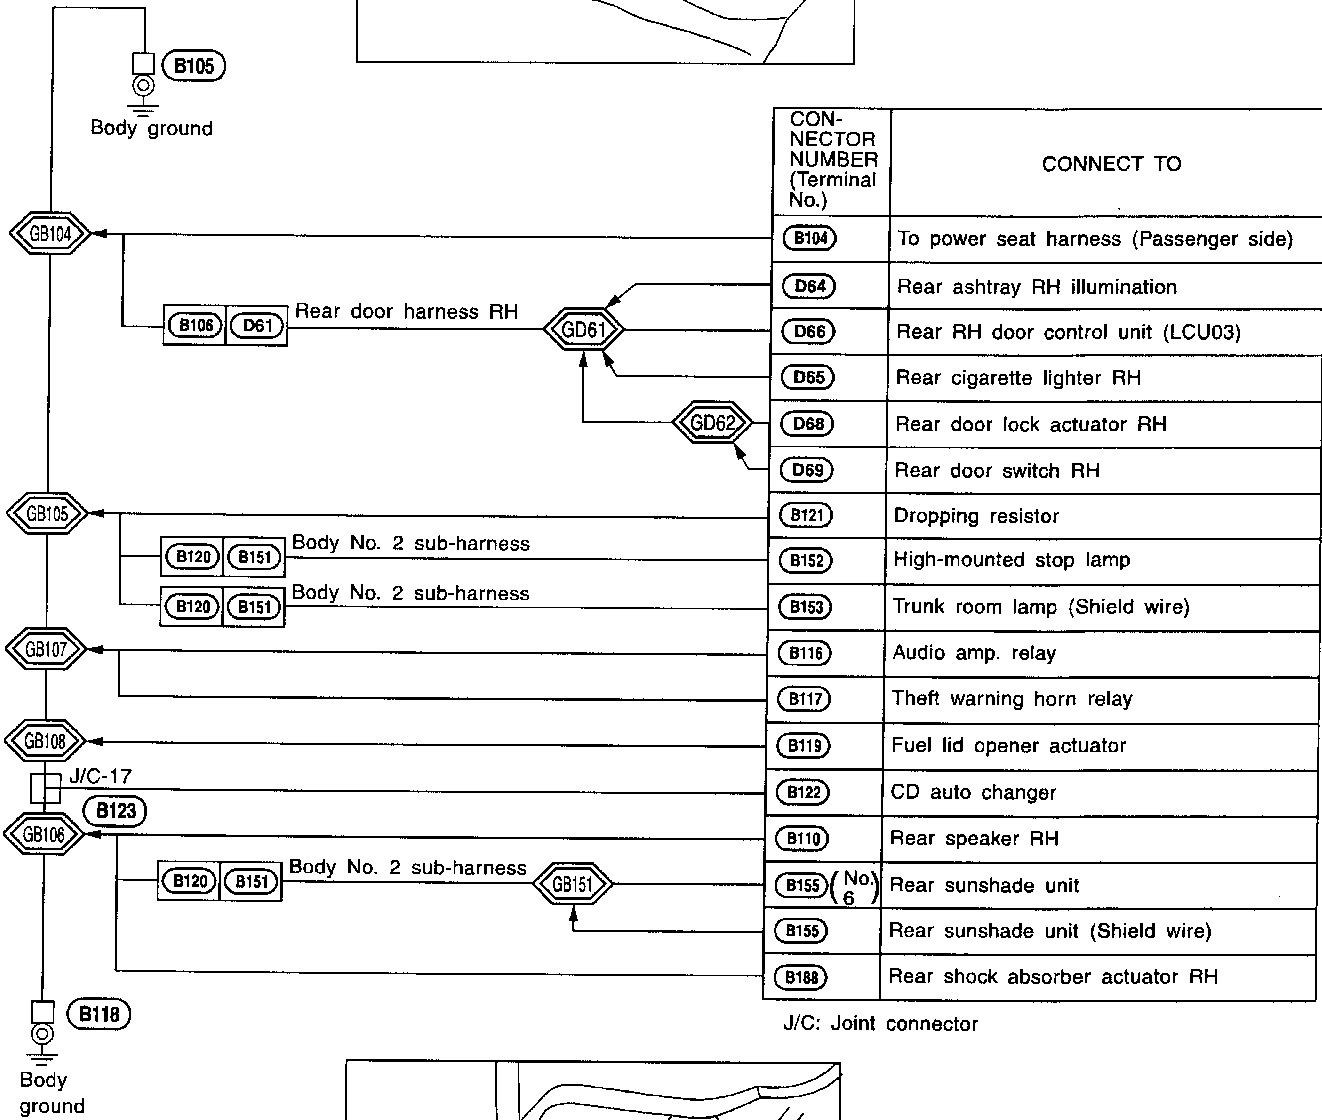 B105
Body ground
CON-
NECTOR
NUMBER
(Terminal
No.)
CONNECT TO
GB104
B104
To power seat harness (Passenger side)
D64
Rear ashtray RH illumination
B106
D61
Rear door harness RH
GD61
D66
Rear RH door control unit (LCU03)
D65
Rear cigarette lighter RH
GD62
D68
Rear door lock actuator RH
D69
Rear door switch RH
GB105
B121
Dropping resistor
B120
B151
Body No. 2 sub-harness
B152
High-mounted stop lamp
B120
B151
Body No. 2 sub-harness
B153
Trunk room lamp (Shield wire)
GB107
B116
Audio amp. relay
B117
Theft warning horn relay
GB108
B119
Fuel lid opener actuator
J/C-17
B123
B122
CD auto changer
GB106
B110
Rear speaker RH
B120
B151
Body No. 2 sub-harness
GB151
B155
(No.
6)
Rear sunshade unit
B155
Rear sunshade unit (Shield wire)
B188
Rear shock absorber actuator RH
B118
Body
ground
J/C: Joint connector